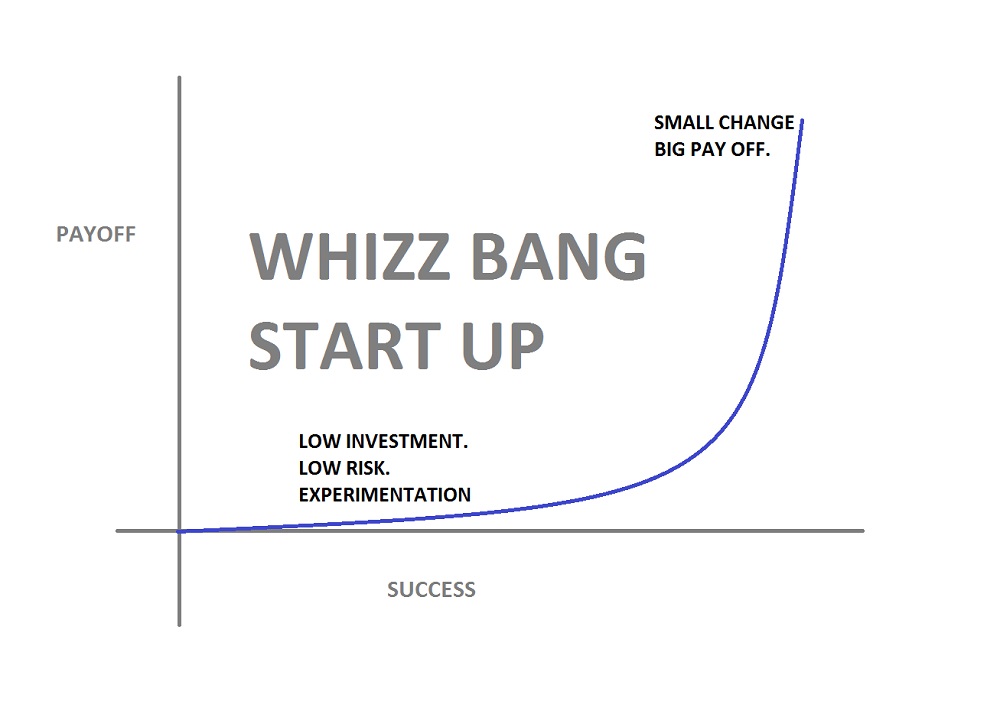 SMALL CHANGE
BIG PAY OFF.
PAYOFF
WHIZZ BANG
START UP
LOW INVESTMENT.
LOW RISK.
EXPERIMENTATION
SUCCESS